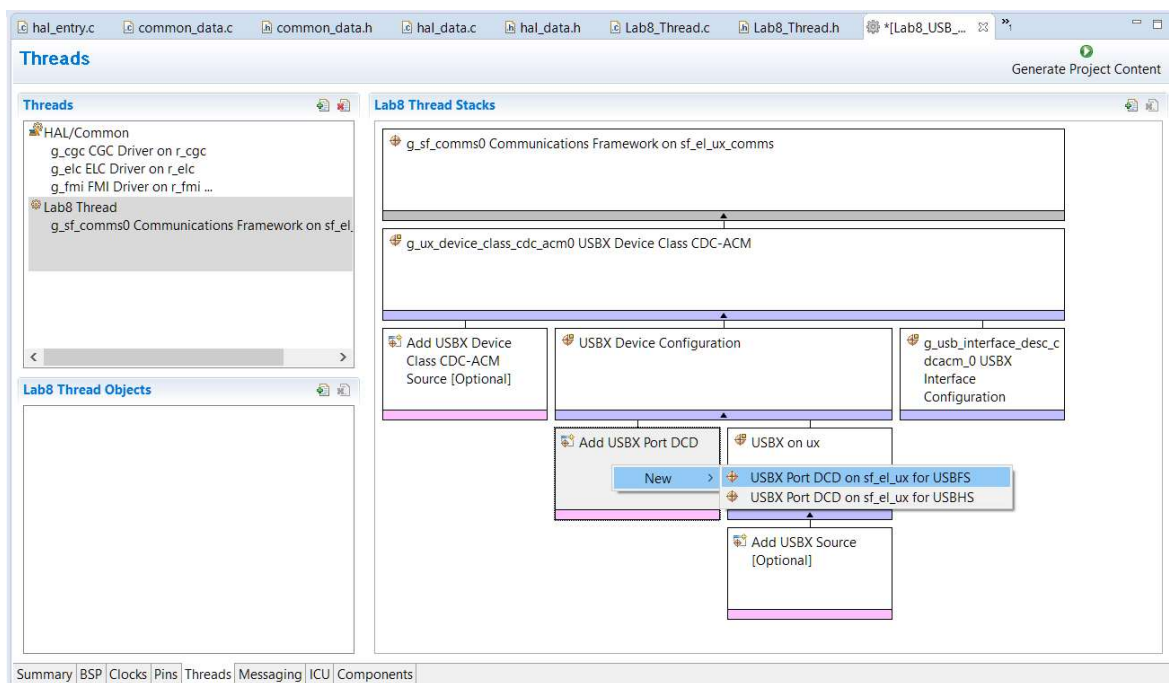 hal_entry.c common_data.c common_data.h hal_data.c hal_data.h Lab8_Thread.c Lab8_Thread.h *[Lab8_USB_... »1
Threads
Generate Project Content
Threads
HAL/Common
g_cgc CGC Driver on r_cgc
g_elc ELC Driver on r_elc
g_fmi FMI Driver on r_fmi ...
Lab8 Thread
g_sf_comms0 Communications Framework on sf_el_
Lab8 Thread Objects
Lab8 Thread Stacks
g_sf_comms0 Communications Framework on sf_el_ux_comms
g_ux_device_class_cdc_acm0 USBX Device Class CDC-ACM
Add USBX Device
Class CDC-ACM
Source [Optional]
USBX Device Configuration
g_usb_interface_desc_c
dcacm_0 USBX
Interface
Configuration
Add USBX Port DCD
USBX on ux
New
USBX Port DCD on sf_el_ux for USBFS
USBX Port DCD on sf_el_ux for USBHS
Add USBX Source
[Optional]
Summary BSP Clocks Pins Threads Messaging ICU Components